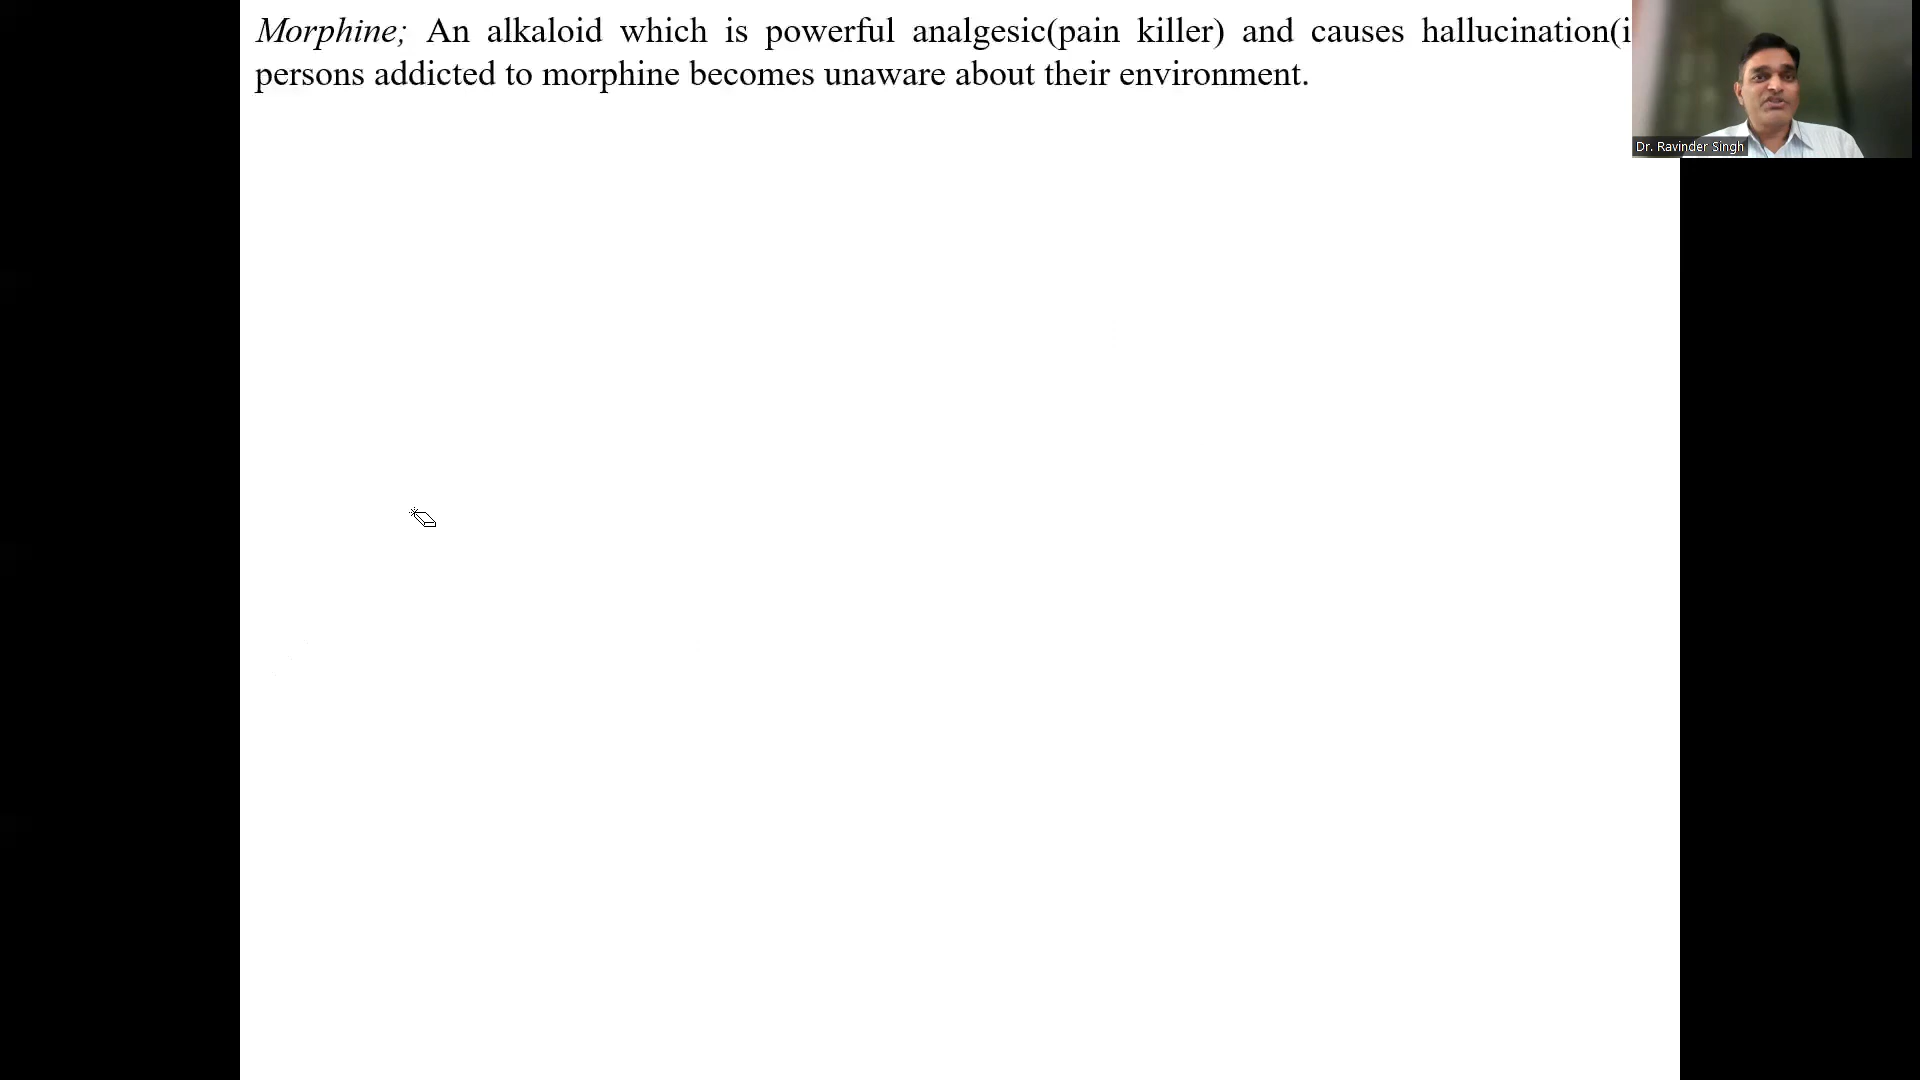 Morphine; An alkaloid which is powerful analgesic(pain killer) and causes hallucination(i
persons addicted to morphine becomes unaware about their environment.
Dr. Ravinder Singh